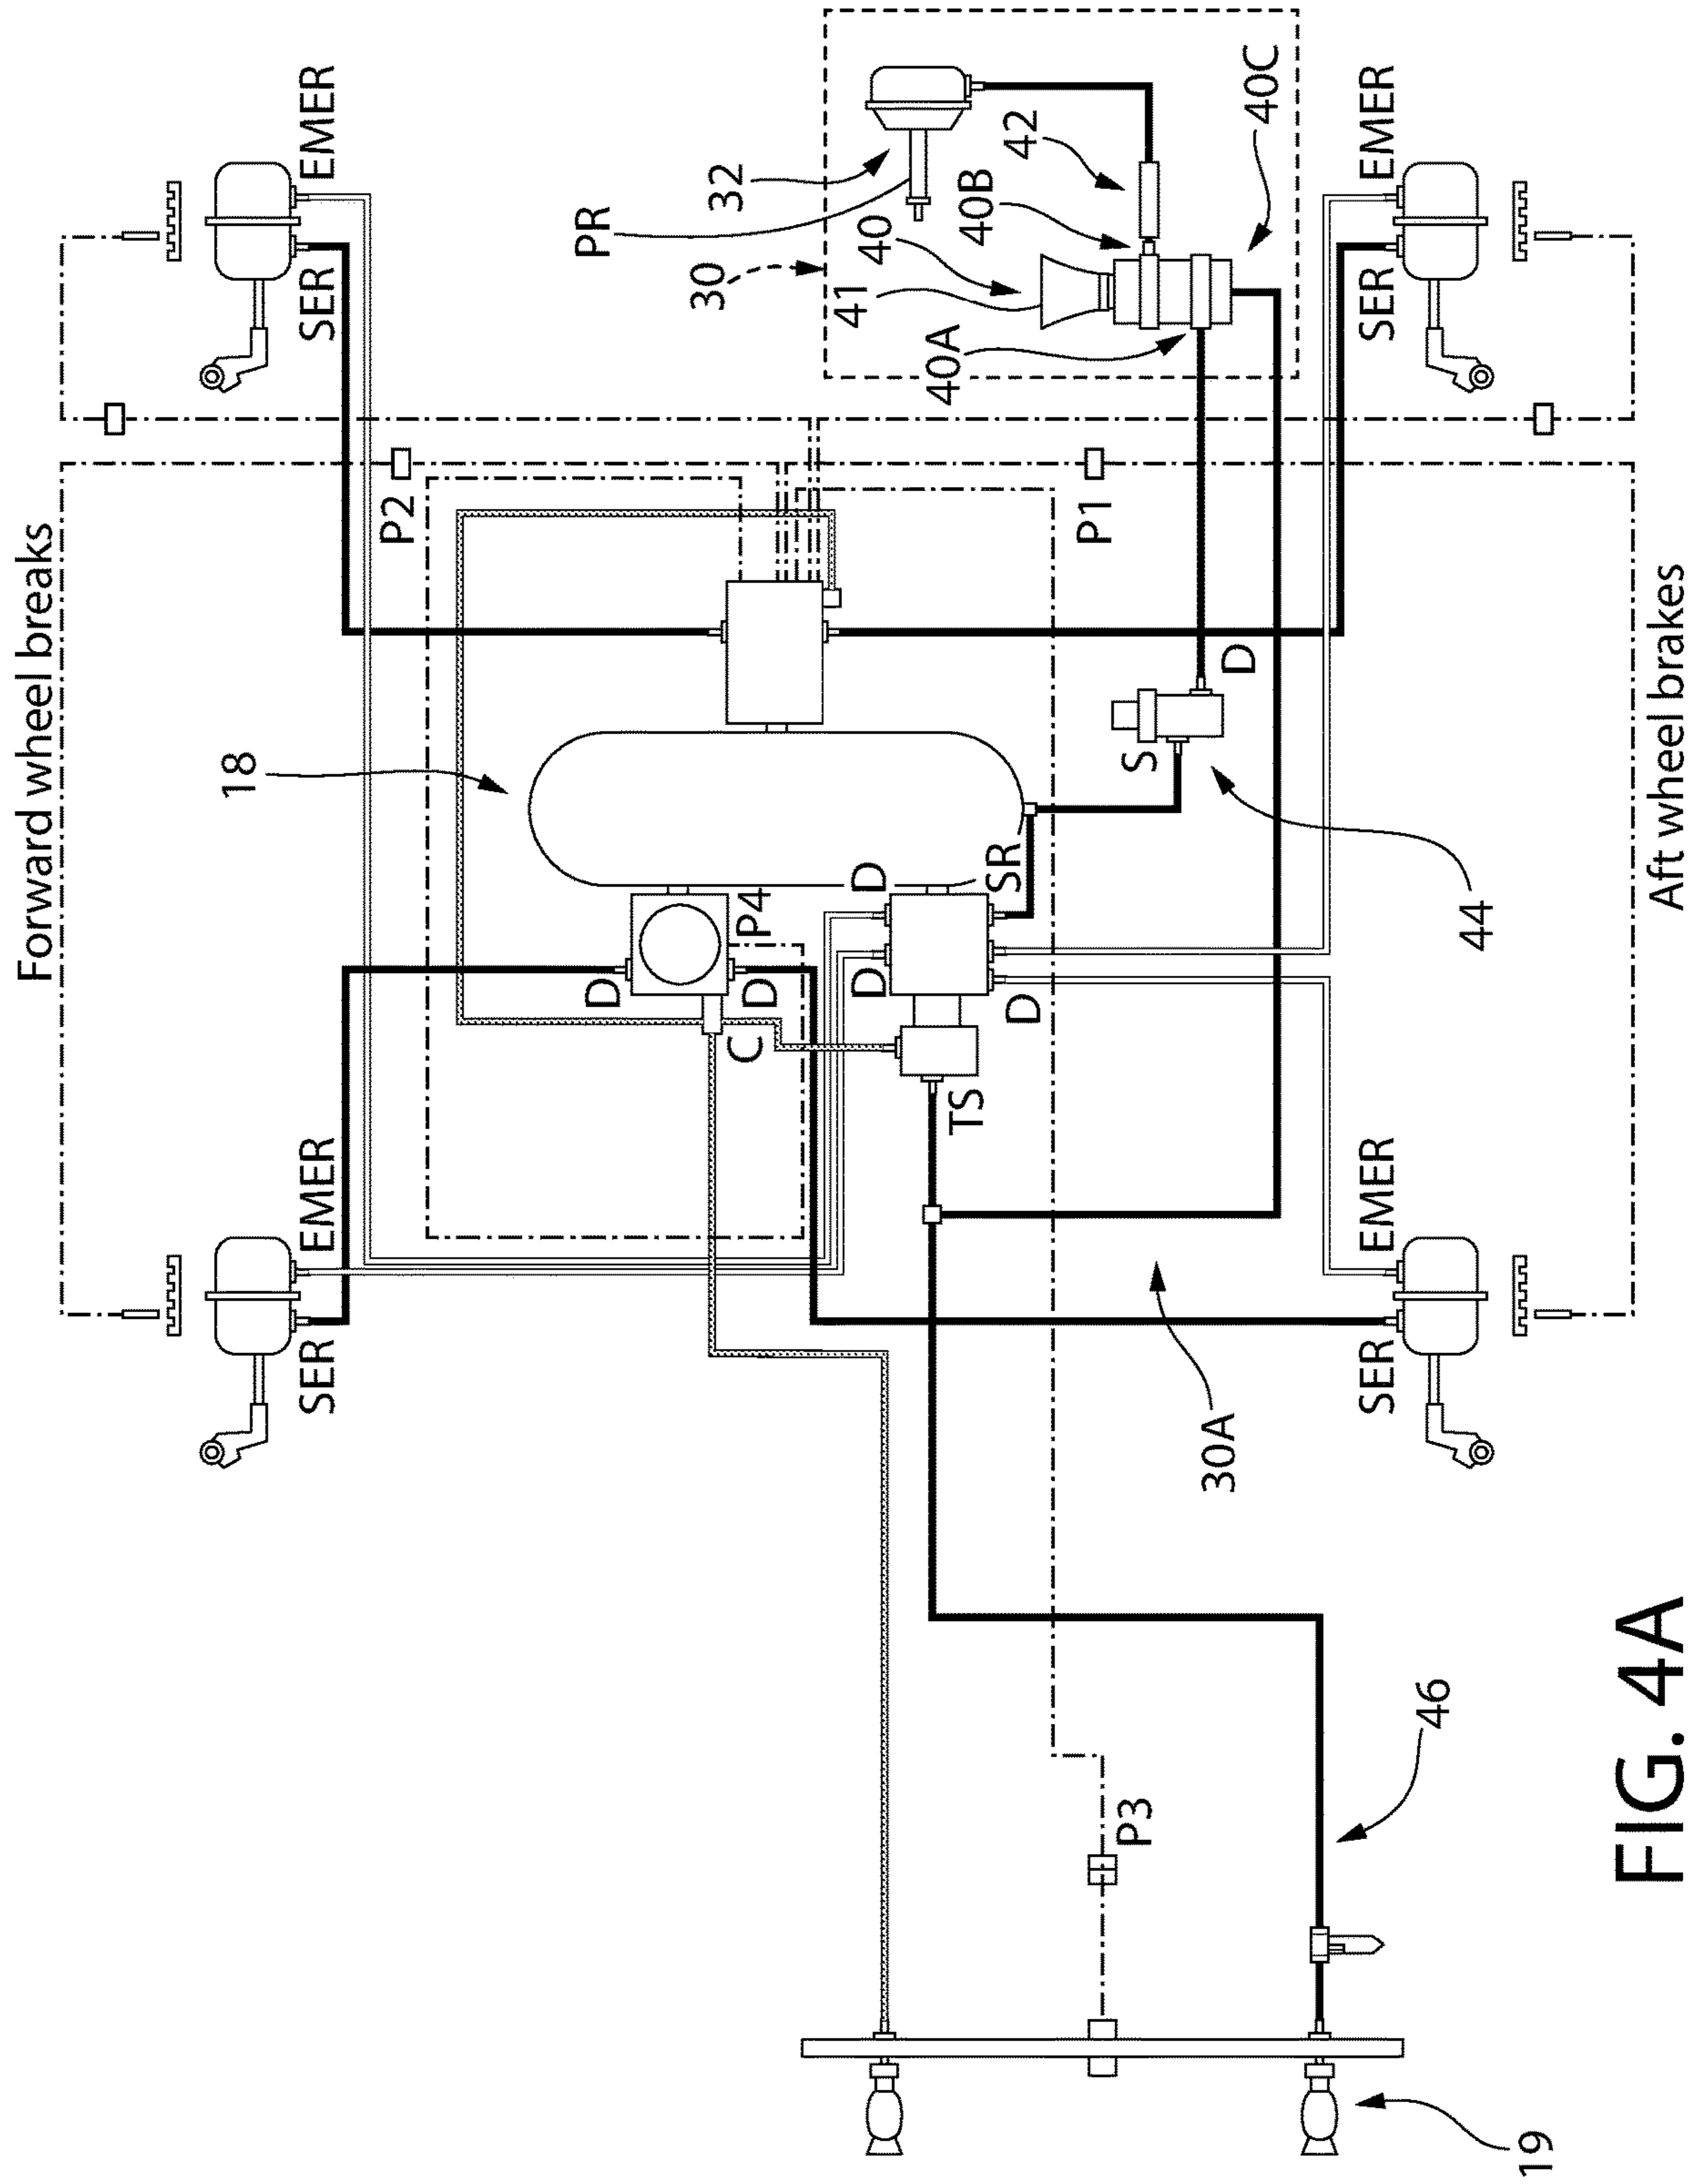 Forward wheel breaks
18
SER EMER SER EMER
P2
PR
D
30
32
C P4
D
41
D D 40
40A
TS
40B
SR
D 42
P1
P3
S
30A
D
40C
SER EMER SER EMER
46
44
19
Aft wheel brakes
FIG. 4A